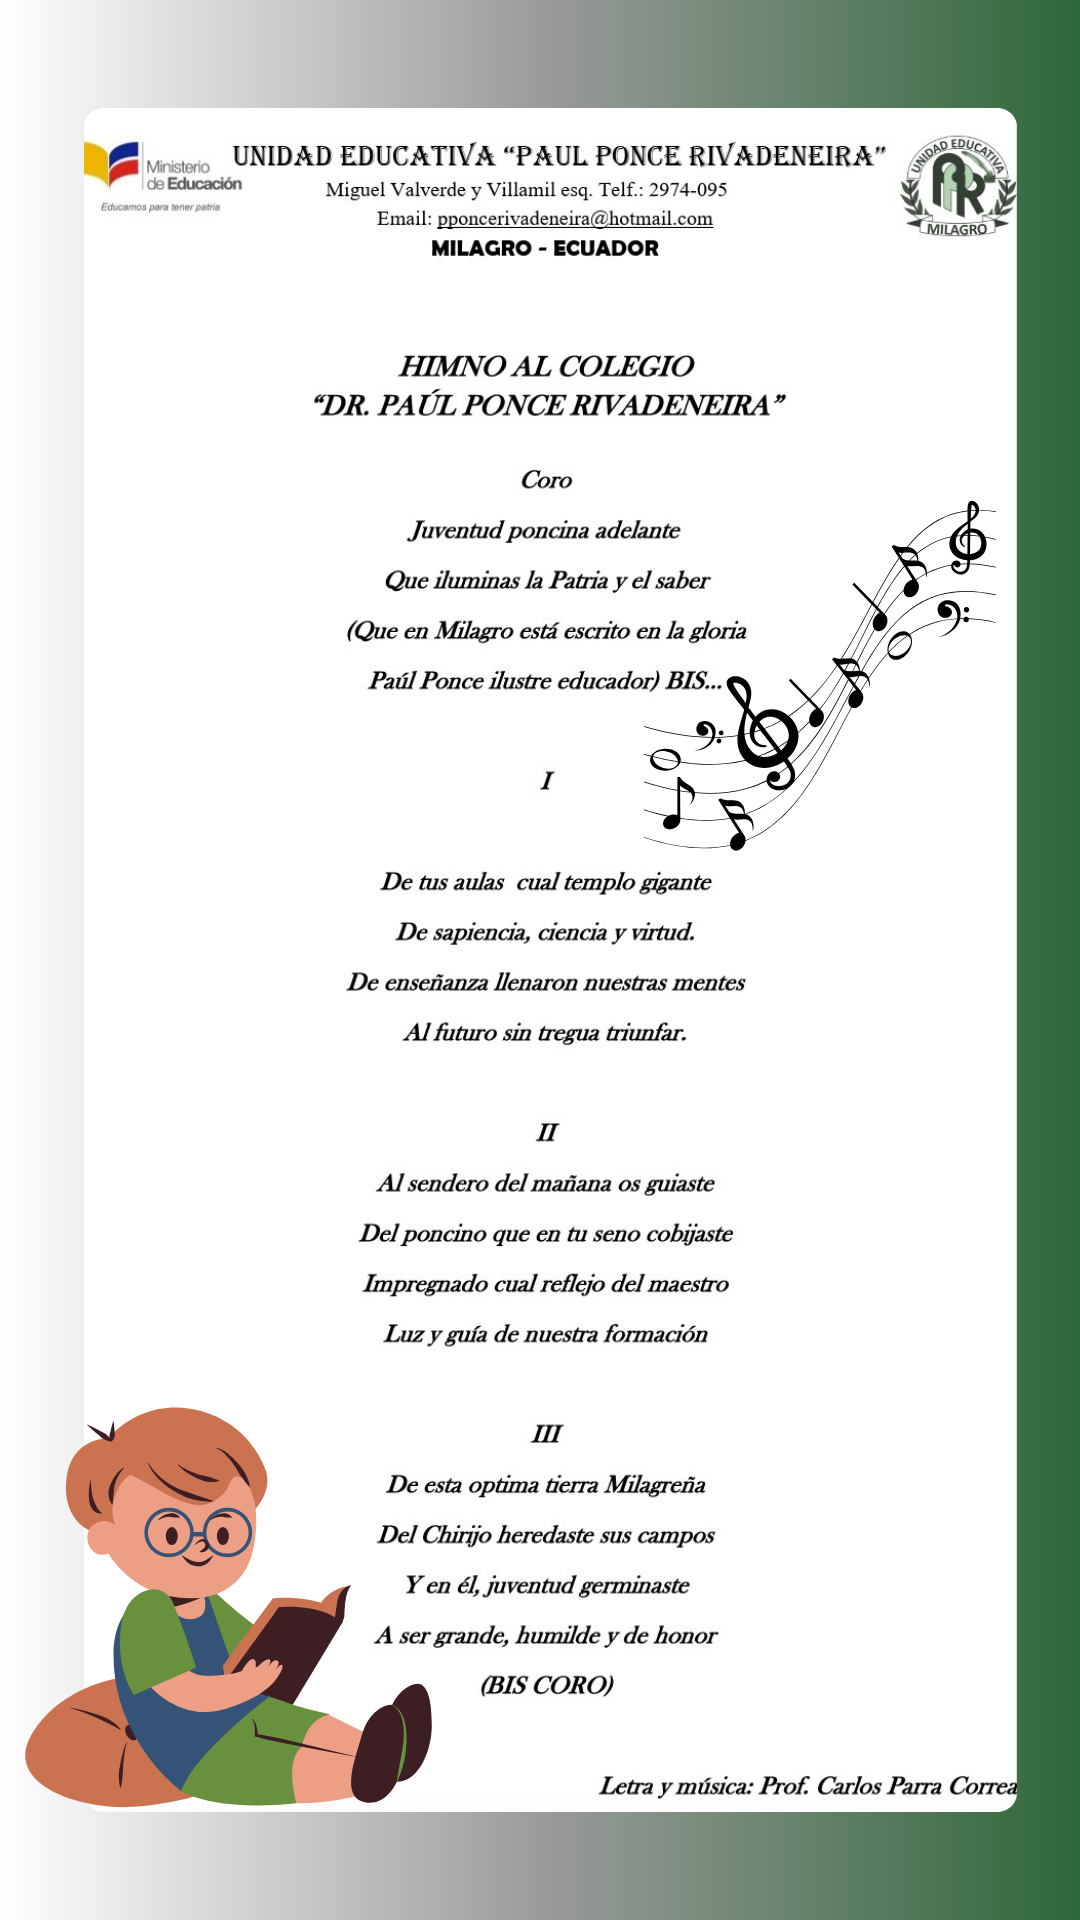 Ministerio
de Educación
Educamos para tener patria
UNIDAD EDUCATIVA “PAUL PONCE RIVADENEIRA”
Miguel Valverde y Villamil esq. Telf.: 2974-095
Email: pponcerivadeneira@hotmail.com
MILAGRO - ECUADOR
UNIDAD EDUCATIVA
PPR
MILAGRO
HIMNO AL COLEGIO
“DR. PAÚL PONCE RIVADENEIRA”
Coro
Juventud poncina adelante
Que iluminas la Patria y el saber
(Que en Milagro está escrito en la gloria
Paúl Ponce ilustre educador) BIS...
I
De tus aulas cual templo gigante
De sapiencia, ciencia y virtud.
De enseñanza llenaron nuestras mentes
Al futuro sin tregua triunfar.
II
Al sendero del mañana os guiaste
Del poncino que en tu seno cobijaste
Impregnado cual reflejo del maestro
Luz y guía de nuestra formación
III
De esta optima tierra Milagreña
Del Chirijo heredaste sus campos
Y en él, juventud germinaste
A ser grande, humilde y de honor
(BIS CORO)
Letra y música: Prof. Carlos Parra Correa